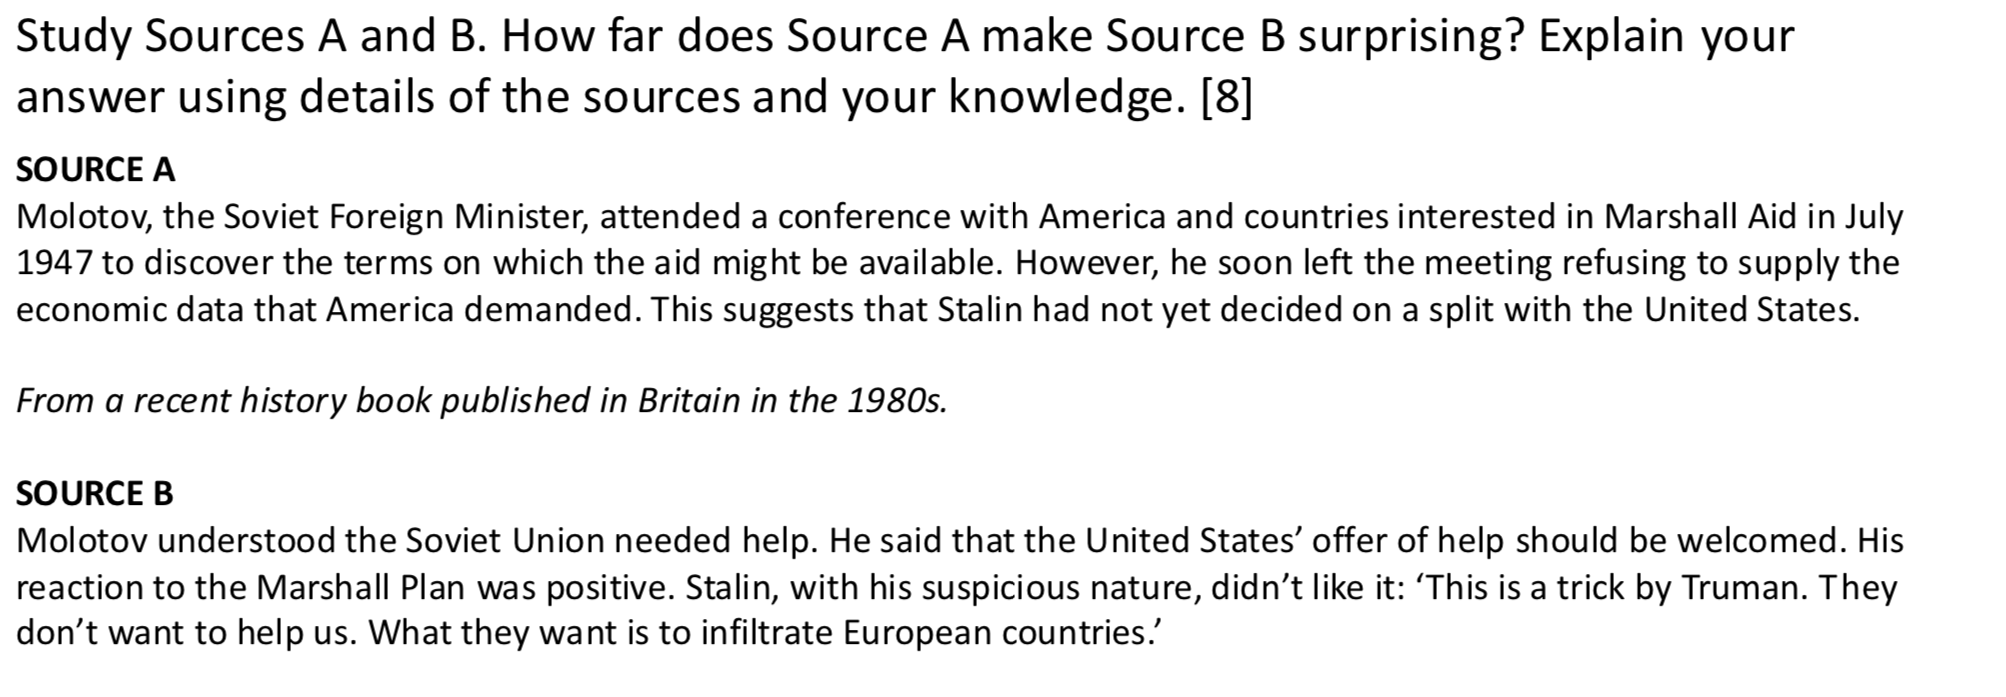 Study Sources A and B. How far does Source A make Source B surprising? Explain your
answer using details of the sources and your knowledge. [8]
SOURCE A
Molotov, the Soviet Foreign Minister, attended a conference with America and countries interested in Marshall Aid in July
1947 to discover the terms on which the aid might be available. However, he soon left the meeting refusing to supply the
economic data that America demanded. This suggests that Stalin had not yet decided on a split with the United States.
From a recent history book published in Britain in the 1980s.
SOURCE B
Molotov understood the Soviet Union needed help. He said that the United States’ offer of help should be welcomed. His
reaction to the Marshall Plan was positive. Stalin, with his suspicious nature, didn’t like it: ‘This is a trick by Truman. They
don’t want to help us. What they want is to infiltrate European countries.’